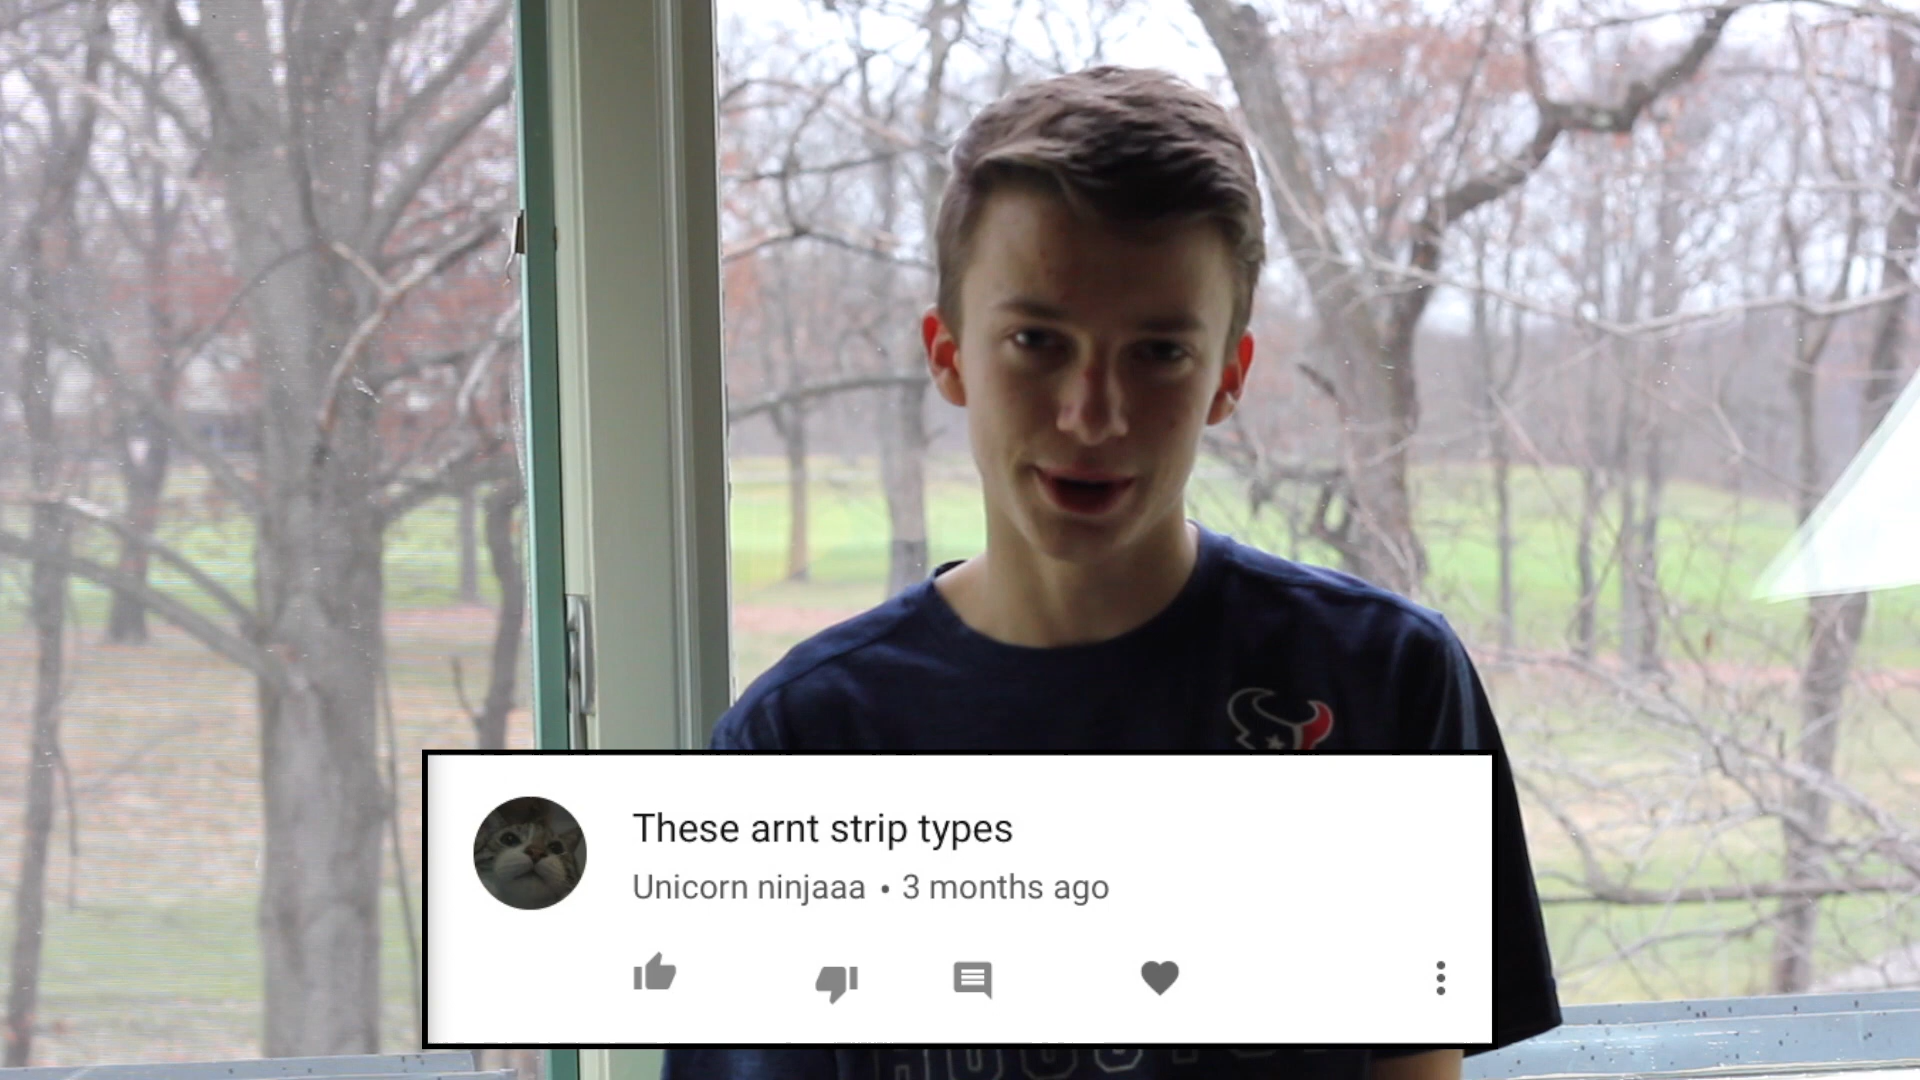 These arnt strip types
Unicorn ninjaaa • 3 months ago